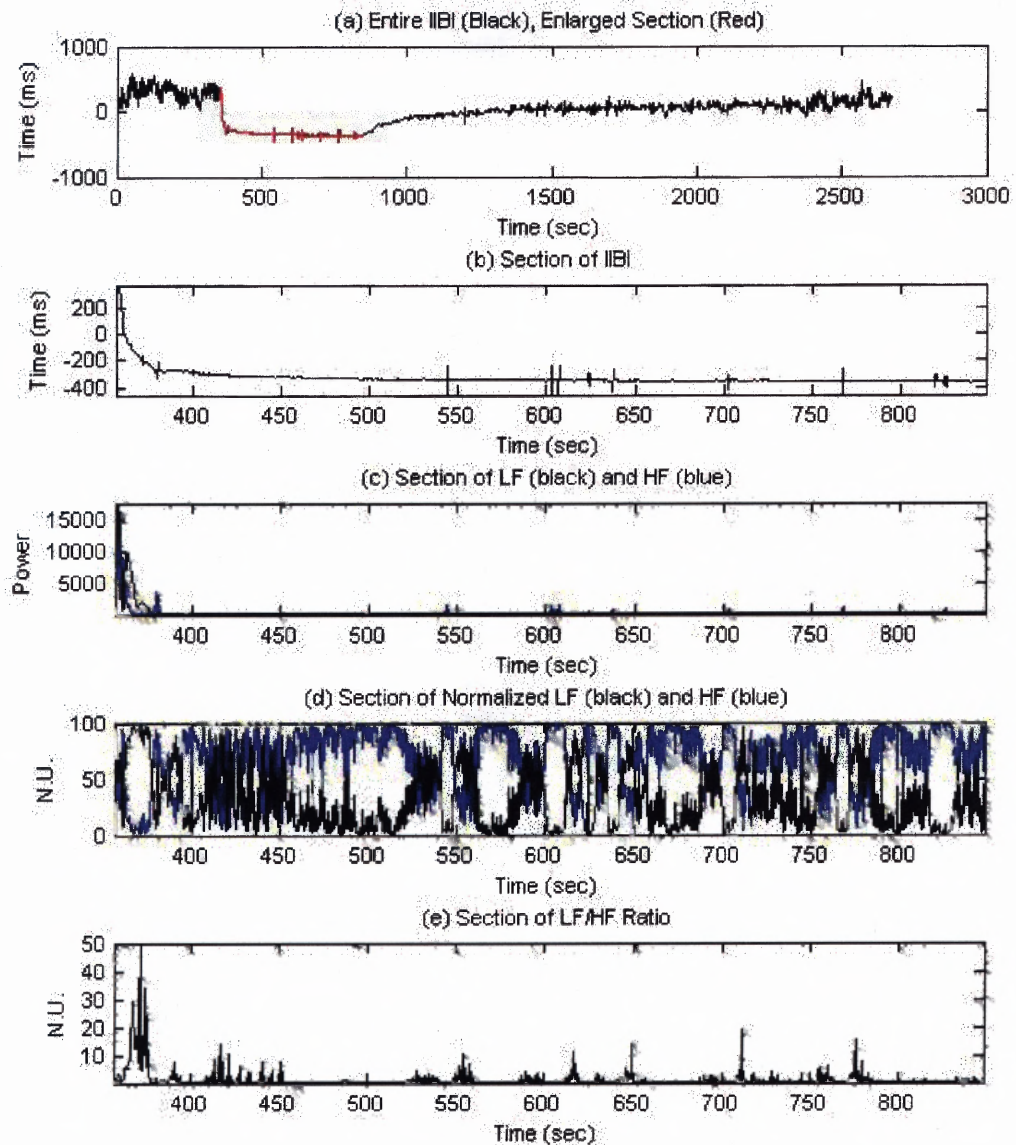 (a) Entire IIBI (Black), Enlarged Section (Red)
Time (ms)
1000
0
-1000
0 500 1000 1500 2000 2500 3000
Time (sec)
(b) Section of IIBI
Time (ms)
200
0
-200
-400
400 450 500 550 600 650 700 750 800
Time (sec)
(c) Section of LF (black) and HF (blue)
Power
15000
10000
5000
400 450 500 550 600 650 700 750 800
Time (sec)
(d) Section of Normalized LF (black) and HF (blue)
N.U.
100
50
0
400 450 500 550 600 650 700 750 800
Time (sec)
(e) Section of LF/HF Ratio
N.U.
50
40
30
20
10
400 450 500 550 600 650 700 750 800
Time (sec)